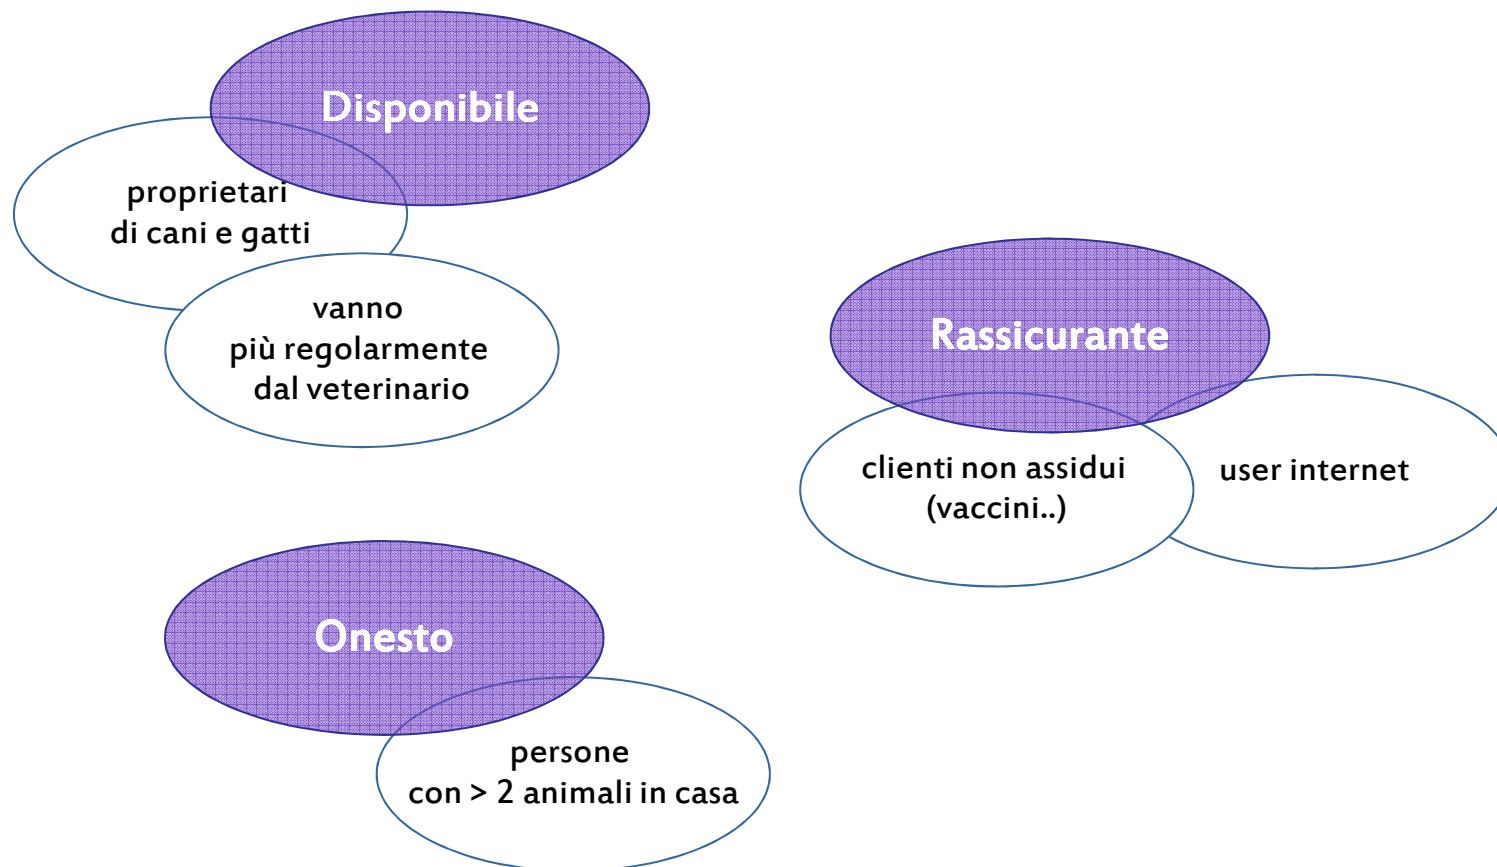 Disponibile
proprietari
di cani e gatti
vanno
più regolarmente
dal veterinario
Rassicurante
clienti non assidui
(vaccini..)
user internet
Onesto
persone
con > 2 animali in casa